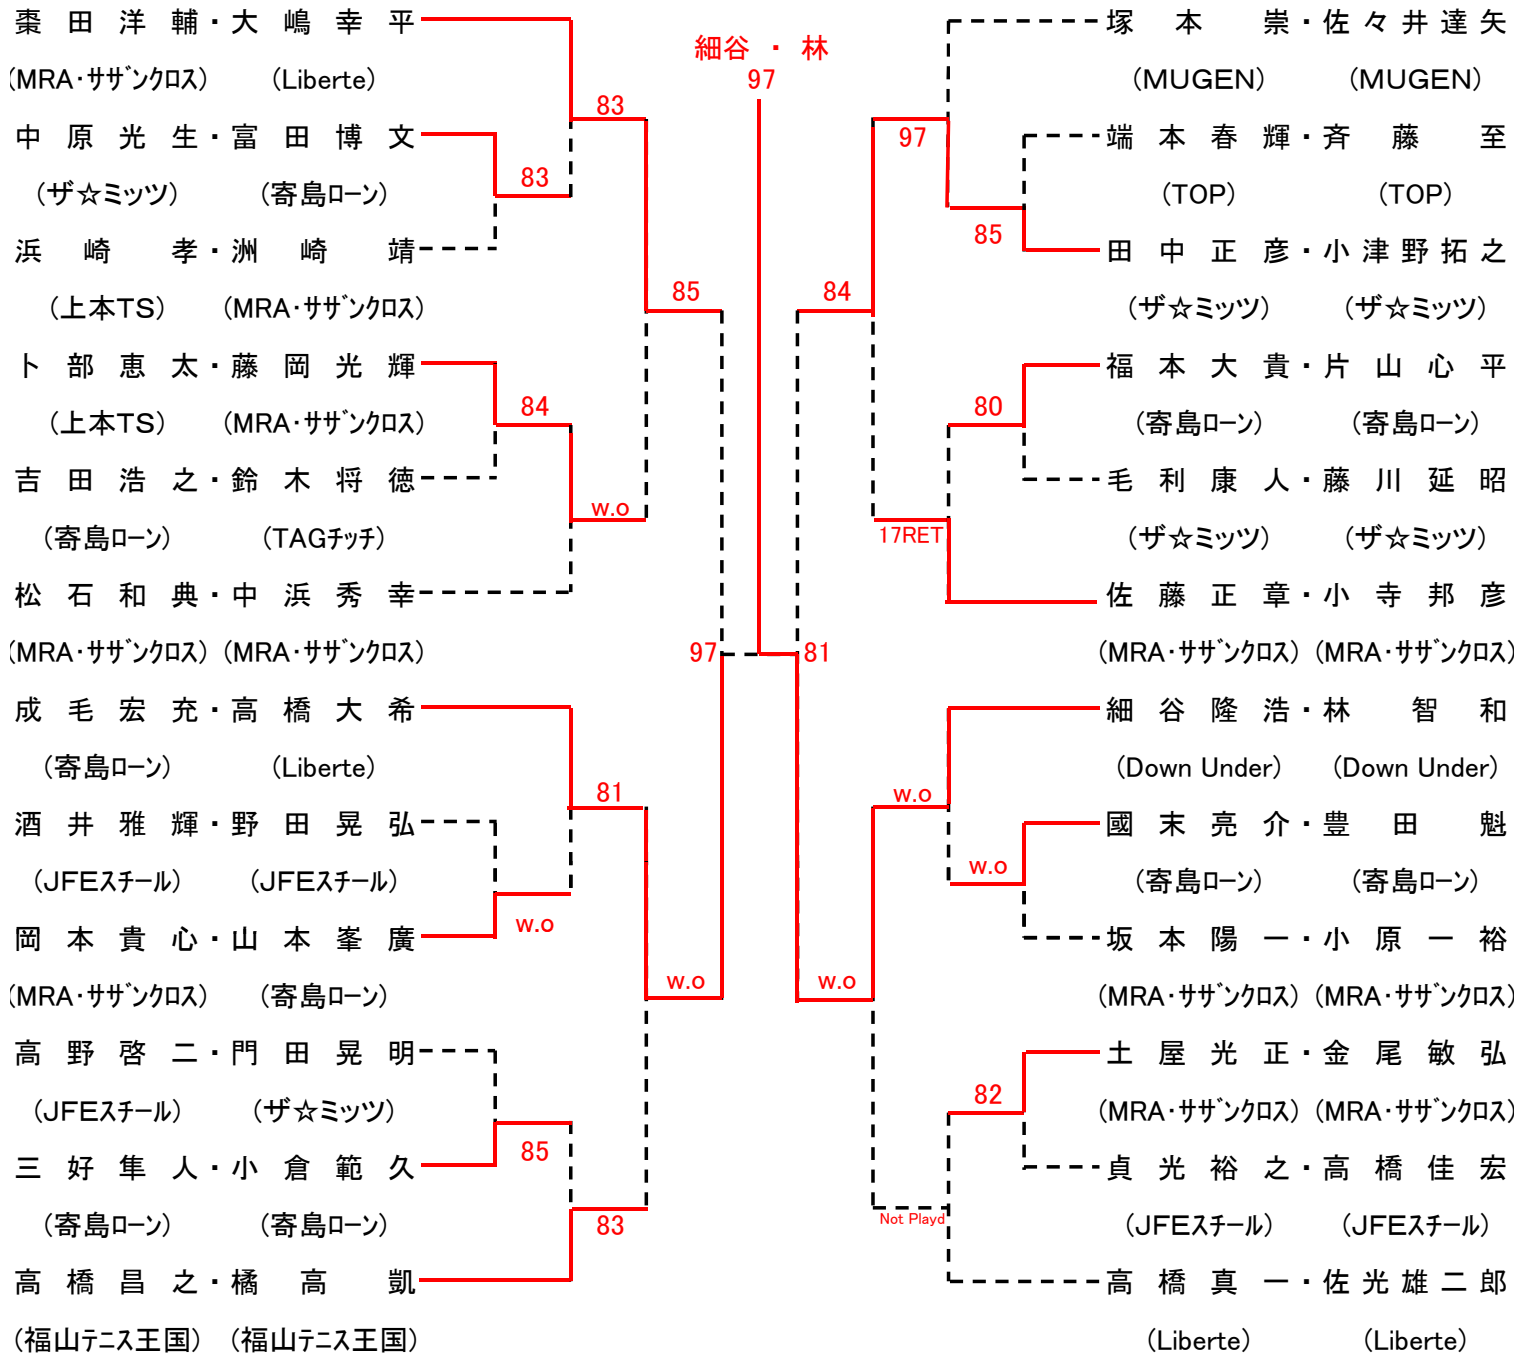 細谷 ・ 林
97
棗田洋輔・大嶋幸平
(MRA・サザンクロス) (Liberte)
83
中原光生・富田博文
83
(ザ☆ミッツ) (寄島ローン)
浜崎孝・洲崎靖
(上本TS) (MRA・サザンクロス)
85
卜部恵太・藤岡光輝
84
(上本TS) (MRA・サザンクロス)
吉田浩之・鈴木将徳
w.o
(寄島ローン) (TAGチッチ)
松石和典・中浜秀幸
(MRA・サザンクロス) (MRA・サザンクロス)
97
成毛宏充・高橋大希
(寄島ローン) (Liberte)
81
酒井雅輝・野田晃弘
(JFEスチール) (JFEスチール)
w.o
岡本貴心・山本峯廣
(MRA・サザンクロス) (寄島ローン)
w.o
高野啓二・門田晃明
(JFEスチール) (ザ☆ミッツ)
85
三好隼人・小倉範久
(寄島ローン) (寄島ローン)
83
高橋昌之・橘高凱
(福山テニス王国) (福山テニス王国)
塚本崇・佐々井達矢
(MUGEN) (MUGEN)
97
端本春輝・斉藤至
(TOP) (TOP)
85
田中正彦・小津野拓之
84
(ザ☆ミッツ) (ザ☆ミッツ)
福本大貴・片山心平
80
(寄島ローン) (寄島ローン)
毛利康人・藤川延昭
17RET
(ザ☆ミッツ) (ザ☆ミッツ)
佐藤正章・小寺邦彦
(MRA・サザンクロス) (MRA・サザンクロス)
81
細谷隆浩・林智和
(Down Under) (Down Under)
w.o
國末亮介・豊田魁
w.o
(寄島ローン) (寄島ローン)
坂本陽一・小原一裕
w.o
(MRA・サザンクロス) (MRA・サザンクロス)
土屋光正・金尾敏弘
82
(MRA・サザンクロス) (MRA・サザンクロス)
貞光裕之・高橋佳宏
Not Playd
(JFEスチール) (JFEスチール)
高橋真一・佐光雄二郎
(Liberte) (Liberte)